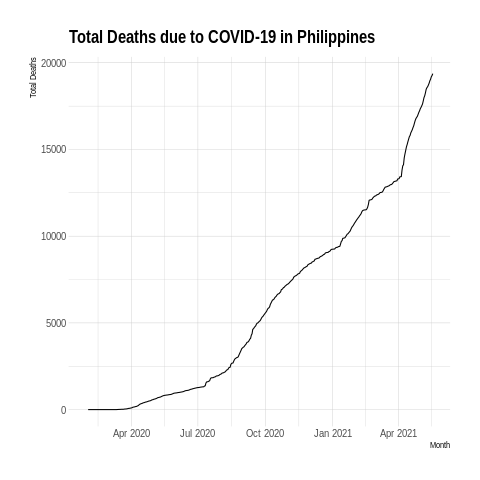 Total Deaths due to COVID-19 in Philippines
Total Deaths
20000
15000
10000
5000
0
Apr 2020 Jul 2020 Oct 2020 Jan 2021 Apr 2021
Month